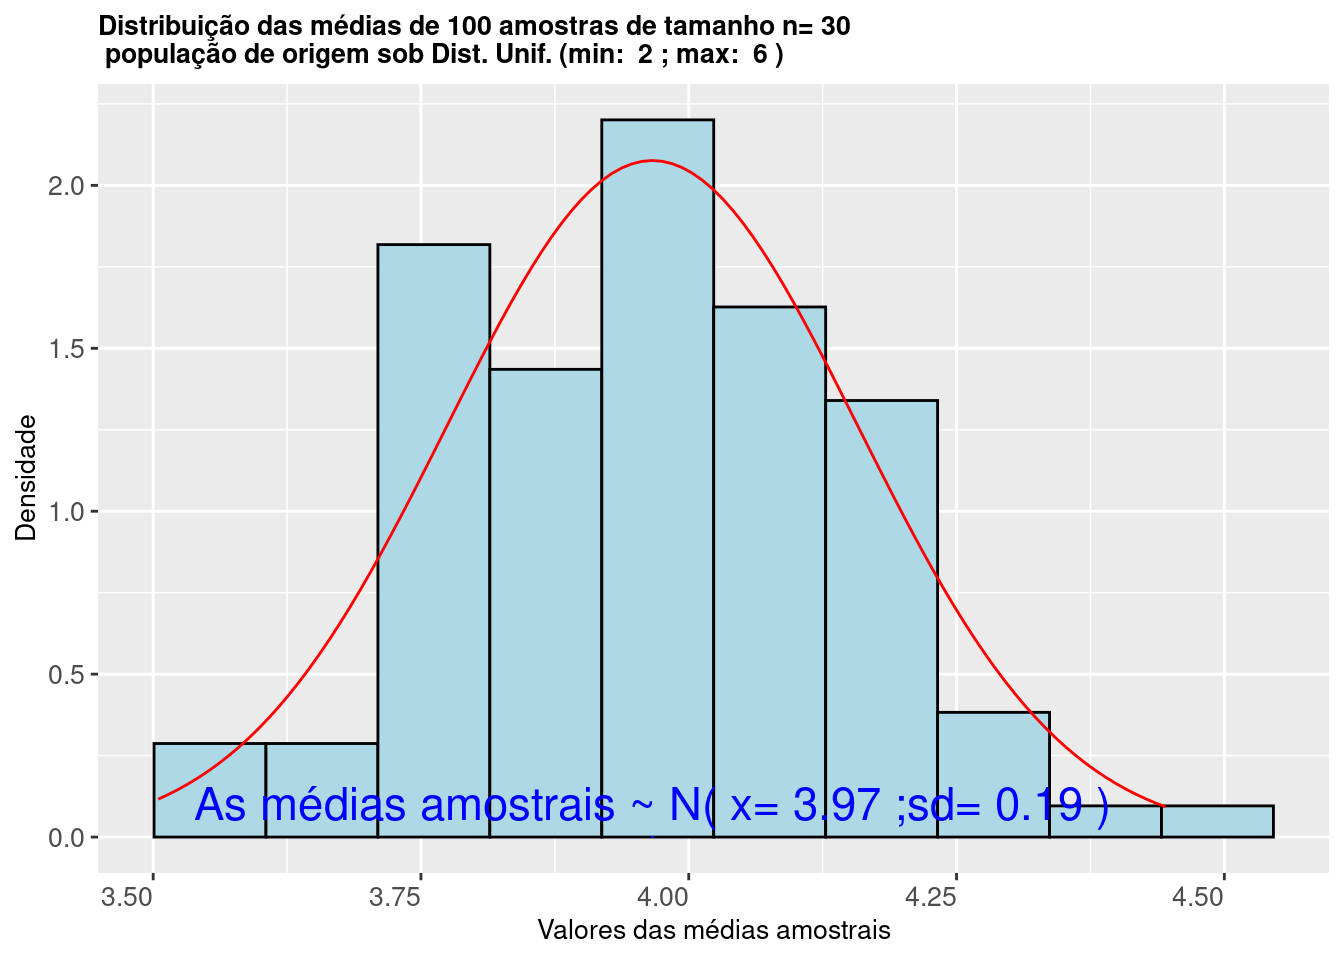 Distribuição das médias de 100 amostras de tamanho n= 30
população de origem sob Dist. Unif. (min:  2 ; max:  6 )
Densidade
2.0
1.5
1.0
0.5
0.0
As médias amostrais ~ N( x= 3.97 ;sd= 0.19 )
3.50
3.75
4.00
4.25
4.50
Valores das médias amostrais